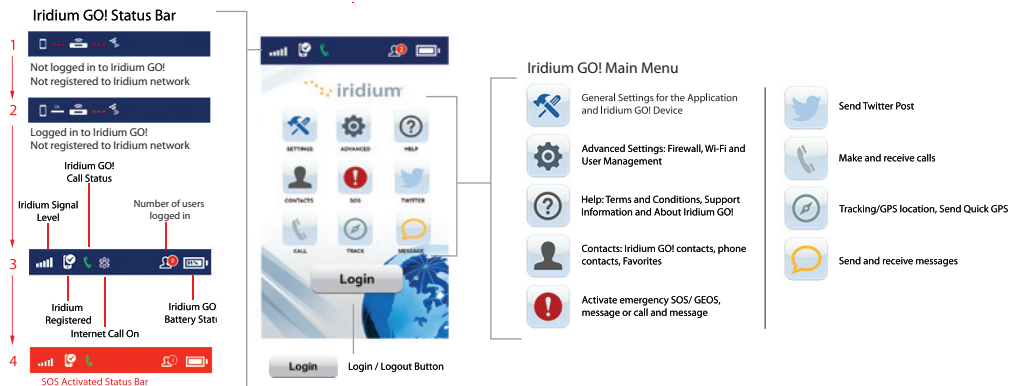 Iridium GO! Status Bar
1
Not logged in to Iridium GO!
Not registered to Iridium network
2
Logged in to Iridium GO!
Not registered to Iridium network
Iridium GO!
Call Status
Iridium Signal
Level
Number of users
logged in
3
Iridium
Registered
Internet Call On
Iridium GO
Battery Stat
4
SOS Activated Status Bar
iridium
SETTINGS
ADVANCED
HELP
CONTACTS
SOS
TWITTER
CALL
TRACK
MESSAGE
Login
Login
Login / Logout Button
Iridium GO! Main Menu
General Settings for the Application
and Iridium GO! Device
Advanced Settings: Firewall, Wi-Fi and
User Management
Help: Terms and Conditions, Support
Information and About Iridium GO!
Contacts: Iridium GO! contacts, phone
contacts, Favorites
Activate emergency SOS/ GEOS,
message or call and message
Send Twitter Post
Make and receive calls
Tracking/GPS location, Send Quick GPS
Send and receive messages